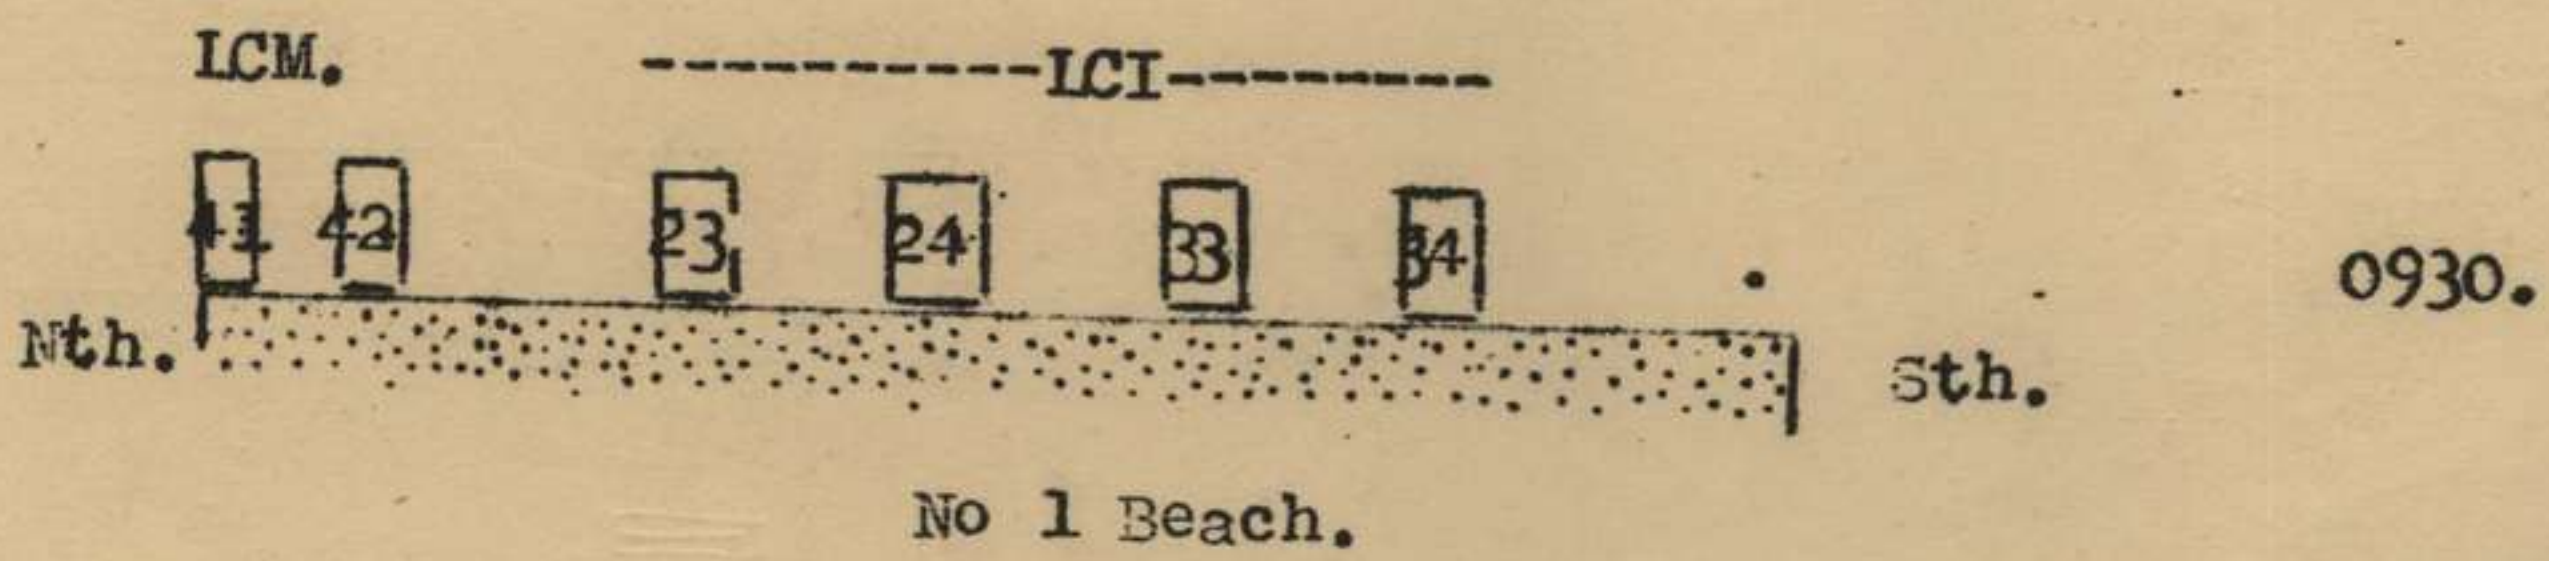 LCM. -----------LCI---------
41 42 23 24 33 34
0930.
Nth. Sth.
No 1 Beach.